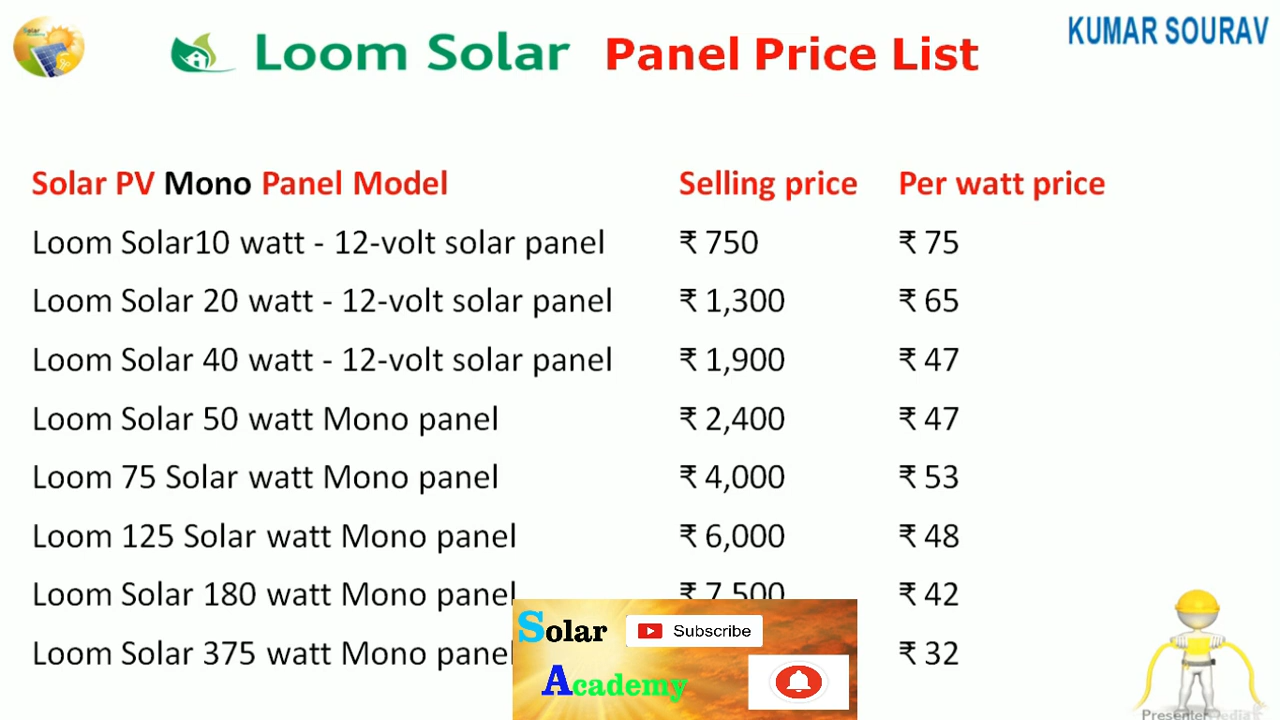 KUMAR SOURAV
Loom Solar Panel Price List
Solar PV Mono Panel Model Selling price Per watt price
Loom Solar10 watt - 12-volt solar panel ₹ 750 ₹ 75
Loom Solar 20 watt - 12-volt solar panel ₹ 1,300 ₹ 65
Loom Solar 40 watt - 12-volt solar panel ₹ 1,900 ₹ 47
Loom Solar 50 watt Mono panel ₹ 2,400 ₹ 47
Loom 75 Solar watt Mono panel ₹ 4,000 ₹ 53
Loom 125 Solar watt Mono panel ₹ 6,000 ₹ 48
Loom Solar 180 watt Mono panel ₹ 7,500 ₹ 42
Loom Solar 375 watt Mono panel ₹ 32
Solar Subscribe
Academy